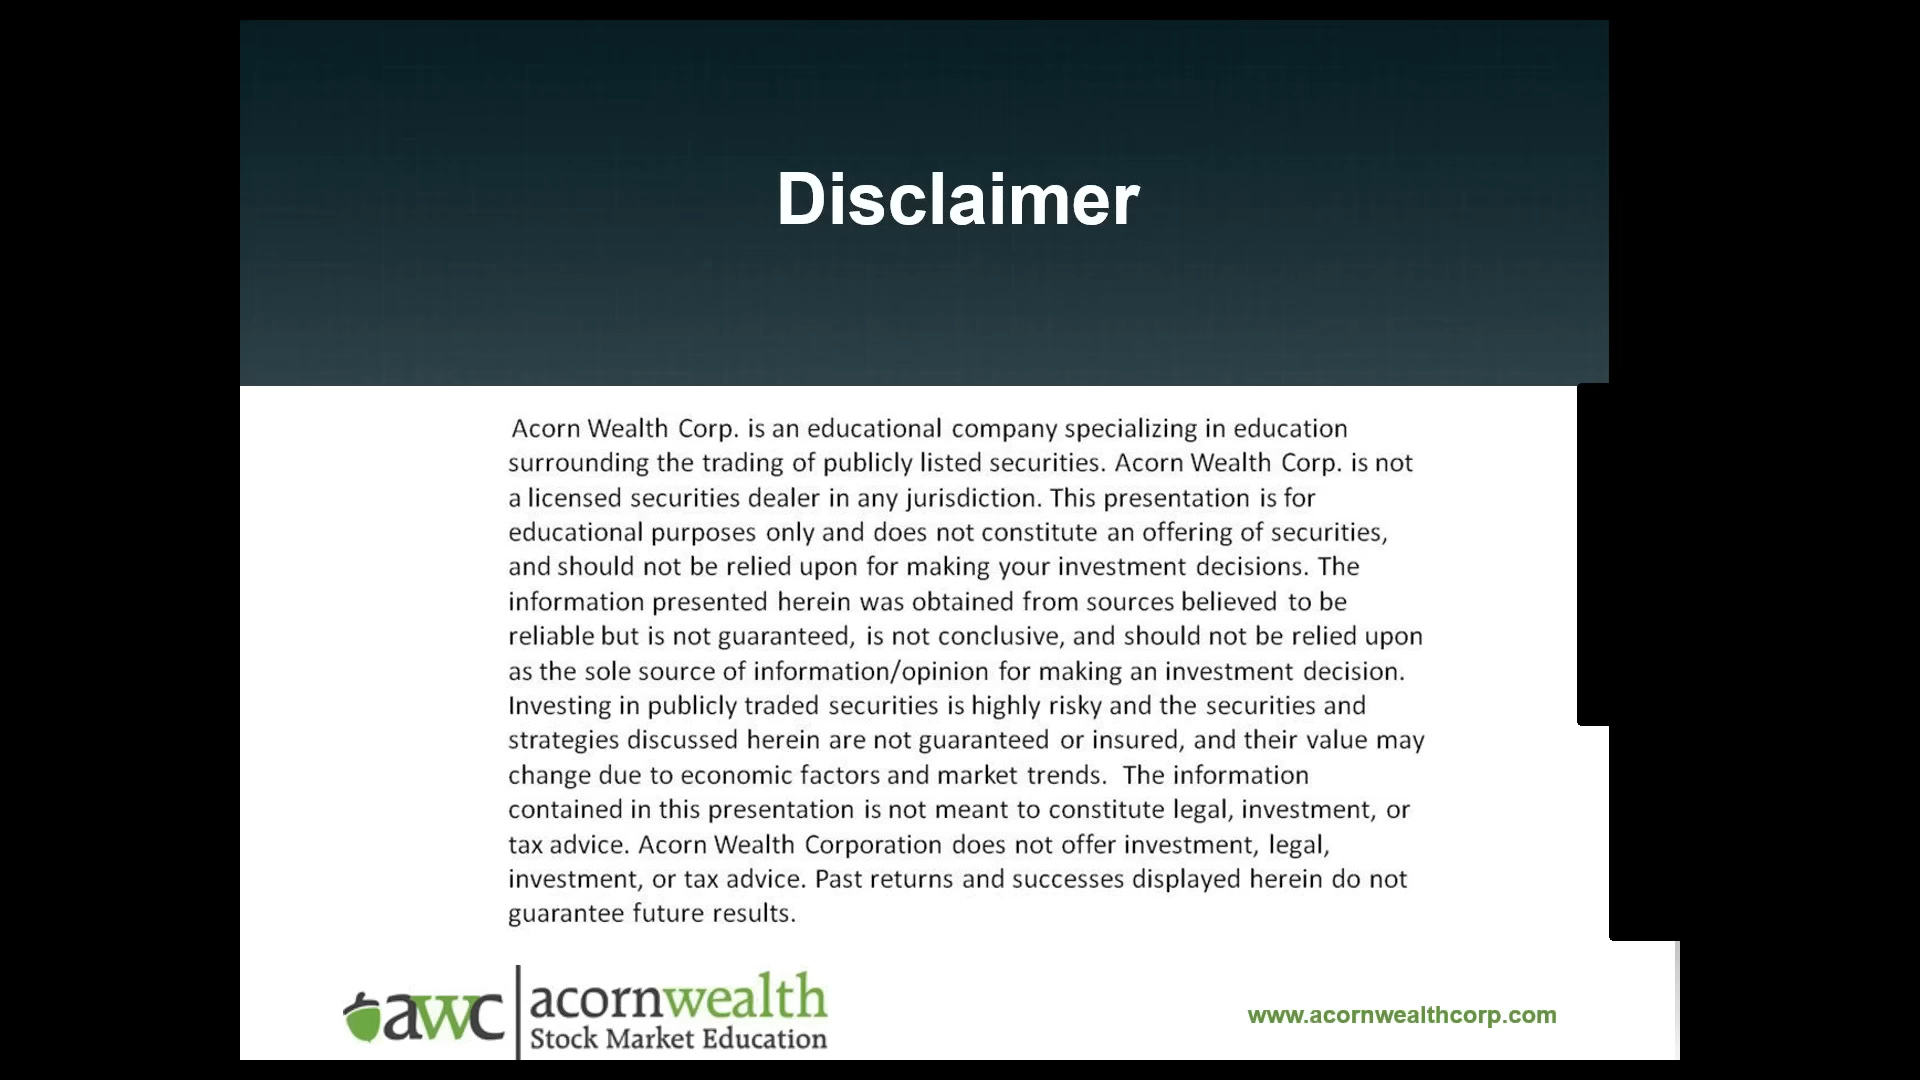 Disclaimer
Acorn Wealth Corp. is an educational company specializing in education
surrounding the trading of publicly listed securities. Acorn Wealth Corp. is not
a licensed securities dealer in any jurisdiction. This presentation is for
educational purposes only and does not constitute an offering of securities,
and should not be relied upon for making your investment decisions. The
information presented herein was obtained from sources believed to be
reliable but is not guaranteed, is not conclusive, and should not be relied upon
as the sole source of information/opinion for making an investment decision.
Investing in publicly traded securities is highly risky and the securities and
strategies discussed herein are not guaranteed or insured, and their value may
change due to economic factors and market trends.  The information
contained in this presentation is not meant to constitute legal, investment, or
tax advice. Acorn Wealth Corporation does not offer investment, legal,
investment, or tax advice. Past returns and successes displayed herein do not
guarantee future results.
awc acornwealth
Stock Market Education
www.acornwealthcorp.com